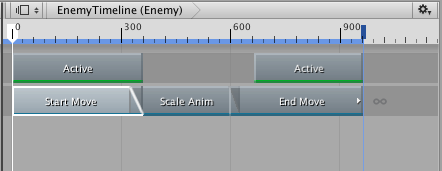 EnemyTimeline (Enemy)
0 300 600 900
Active Active
Start Move Scale Anim End Move